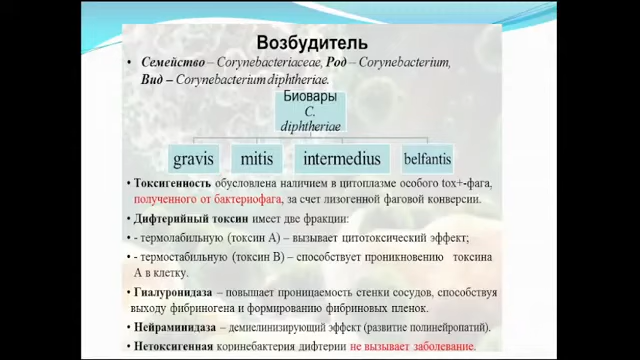 Возбудитель
• Семейство – Corynebacteriaceae, Род – Corynebacterium,
Вид – Corynebacterium diphtheriae.
Биовары
C.
diphtheriae
gravis mitis intermedius belfantis
• Токсигенность обусловлена наличием в цитоплазме особого tox+-фага,
полученного от бактериофага, за счет лизогенной фаговой конверсии.
• Дифтерийный токсин имеет две фракции:
• - термолабильную (токсин А) – вызывает цитотоксический эффект;
• - термостабильную (токсин В) – способствует проникновению токсина
А в клетку.
• Гиалуронидаза – повышает проницаемость стенки сосудов, способствуя
выходу фибриногена и формированию фибриновых пленок.
• Нейраминидаза – демиелинизирующий эффект (развитие полинейропатий).
• Нетоксигенная коринебактерия дифтерии не вызывает заболевание.